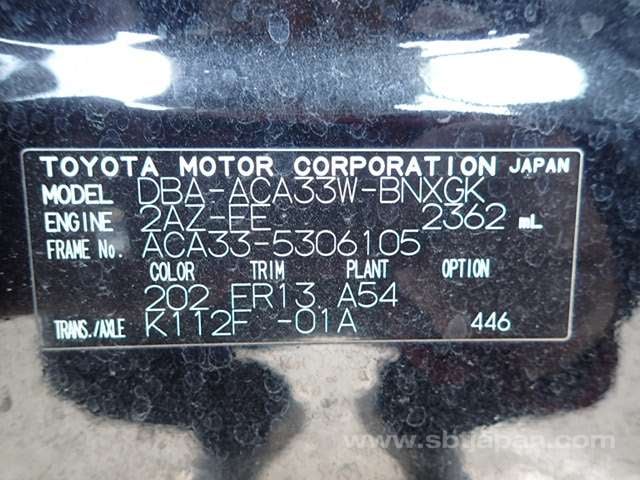 TOYOTA MOTOR CORPORATION JAPAN
MODEL DBA-ACA33W-BNXGK
ENGINE 2AZ-FE 2362 mL
FRAME No. ACA33-5306105
COLOR TRIM PLANT OPTION
202 FR13 A54
TRANS./AXLE K112F -01A 446
www.sbtjapan.com